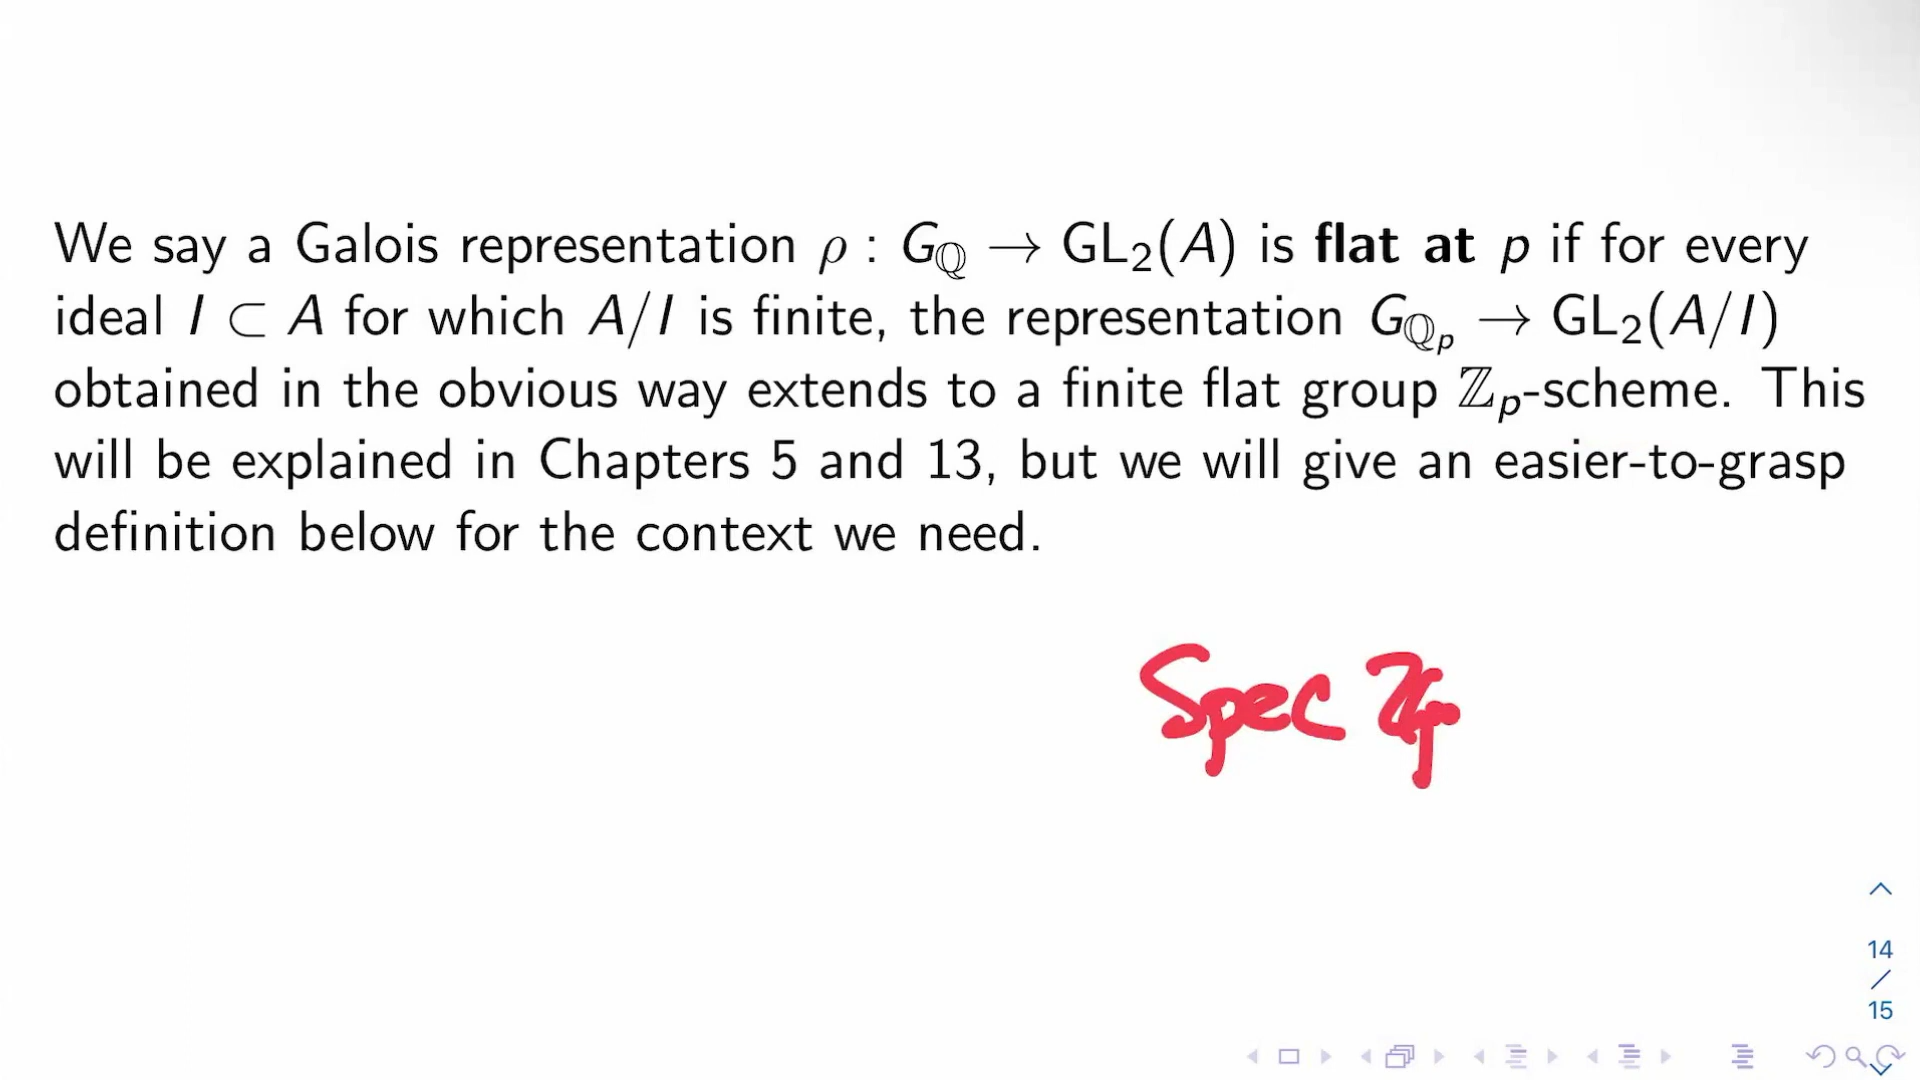 We say a Galois representation ρ : G_ℚ → GL₂(A) is flat at p if for every
ideal I ⊂ A for which A/I is finite, the representation G_{ℚ_p} → GL₂(A/I)
obtained in the obvious way extends to a finite flat group ℤ_p-scheme. This
will be explained in Chapters 5 and 13, but we will give an easier-to-grasp
definition below for the context we need.
Spec ℤ_p
14
/
15